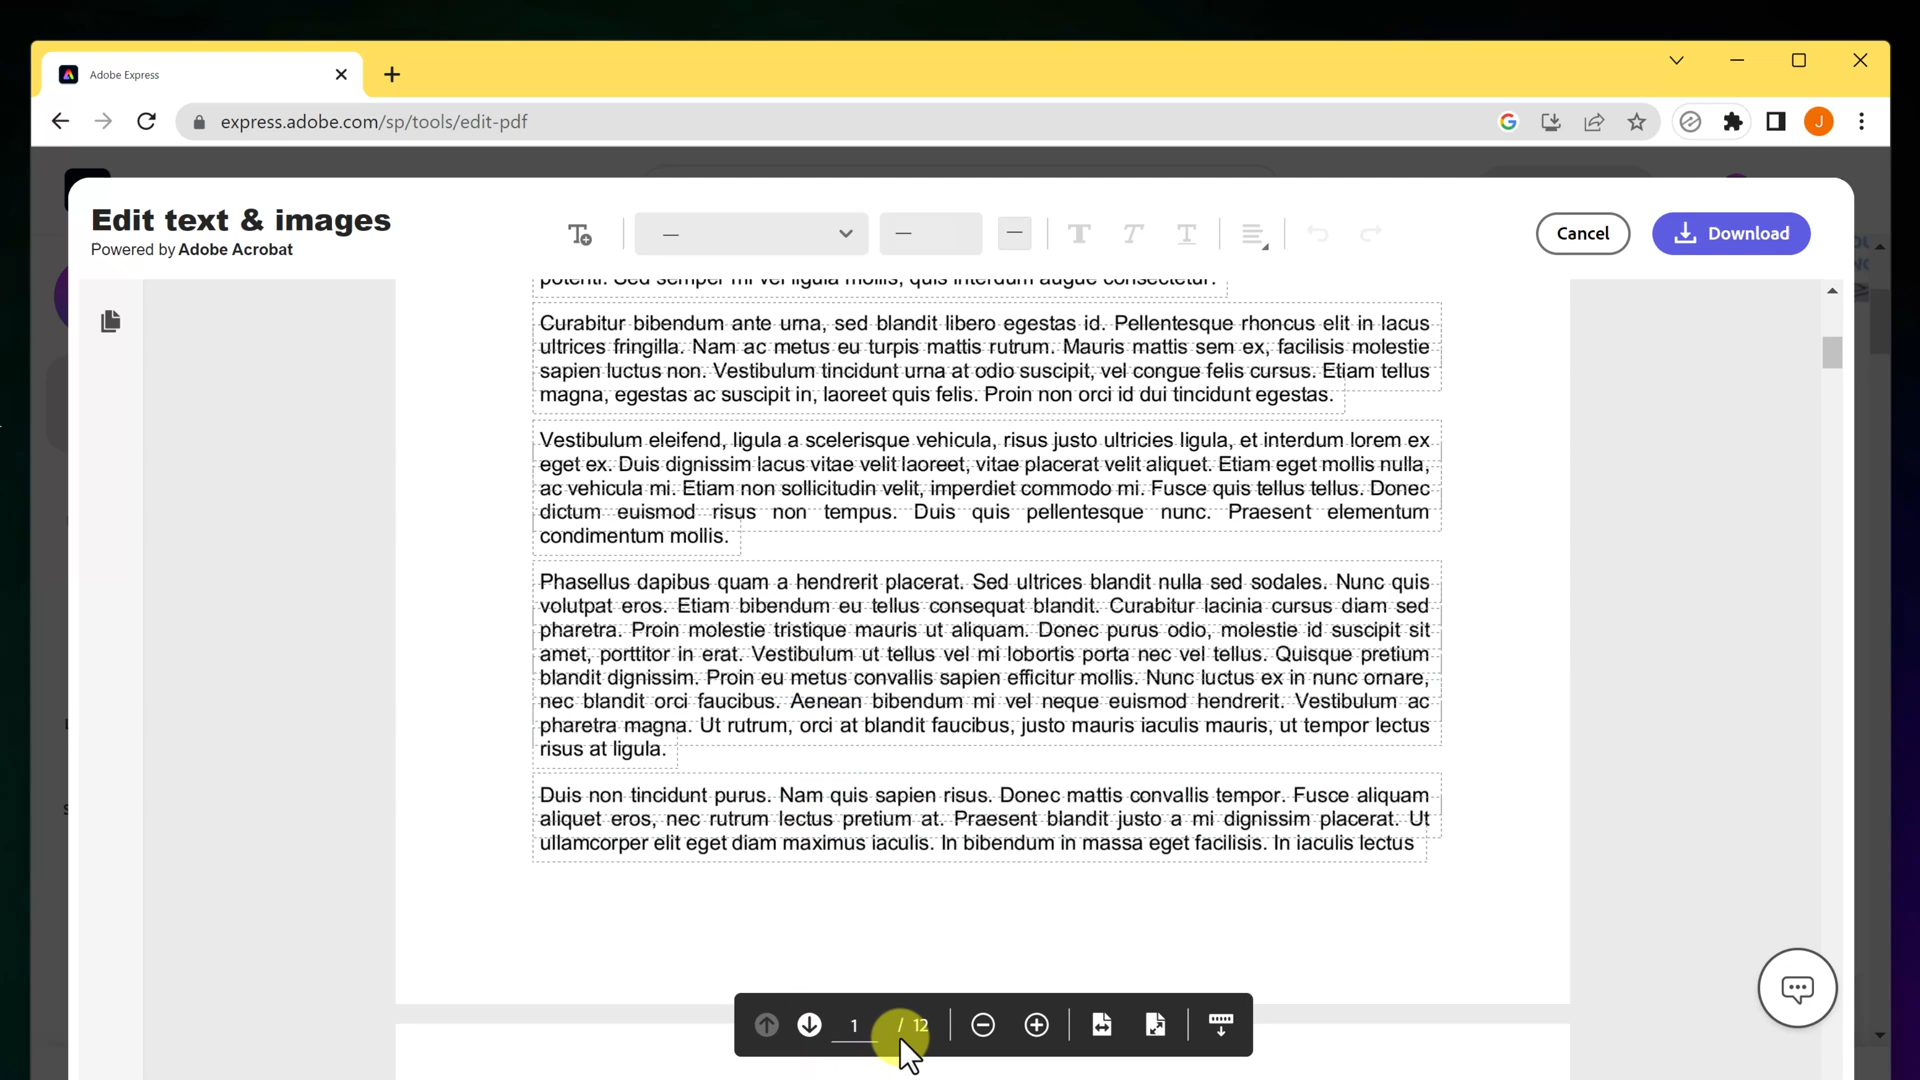 Adobe Express
express.adobe.com/sp/tools/edit-pdf
J
Edit text & images
Powered by Adobe Acrobat
Cancel
Download
potenti. Sed semper mi vel ligula mollis, quis interdum augue consectetur.
Curabitur bibendum ante urna, sed blandit libero egestas id. Pellentesque rhoncus elit in lacus
ultrices fringilla. Nam ac metus eu turpis mattis rutrum. Mauris mattis sem ex, facilisis molestie
sapien luctus non. Vestibulum tincidunt urna at odio suscipit, vel congue felis cursus. Etiam tellus
magna, egestas ac suscipit in, laoreet quis felis. Proin non orci id dui tincidunt egestas.
Vestibulum eleifend, ligula a scelerisque vehicula, risus justo ultricies ligula, et interdum lorem ex
eget ex. Duis dignissim lacus vitae velit laoreet, vitae placerat velit aliquet. Etiam eget mollis nulla,
ac vehicula mi. Etiam non sollicitudin velit, imperdiet commodo mi. Fusce quis tellus tellus. Donec
dictum euismod risus non tempus. Duis quis pellentesque nunc. Praesent elementum
condimentum mollis.
Phasellus dapibus quam a hendrerit placerat. Sed ultrices blandit nulla sed sodales. Nunc quis
volutpat eros. Etiam bibendum eu tellus consequat blandit. Curabitur lacinia cursus diam sed
pharetra. Proin molestie tristique mauris ut aliquam. Donec purus odio, molestie id suscipit sit
amet, porttitor in erat. Vestibulum ut tellus vel mi lobortis porta nec vel tellus. Quisque pretium
blandit dignissim. Proin eu metus convallis sapien efficitur mollis. Nunc luctus ex in nunc ornare,
nec blandit orci faucibus. Aenean bibendum mi vel neque euismod hendrerit. Vestibulum ac
pharetra magna. Ut rutrum, orci at blandit faucibus, justo mauris iaculis mauris, ut tempor lectus
risus at ligula.
Duis non tincidunt purus. Nam quis sapien risus. Donec mattis convallis tempor. Fusce aliquam
aliquet eros, nec rutrum lectus pretium at. Praesent blandit justo a mi dignissim placerat. Ut
ullamcorper elit eget diam maximus iaculis. In bibendum in massa eget facilisis. In iaculis lectus
1 / 12